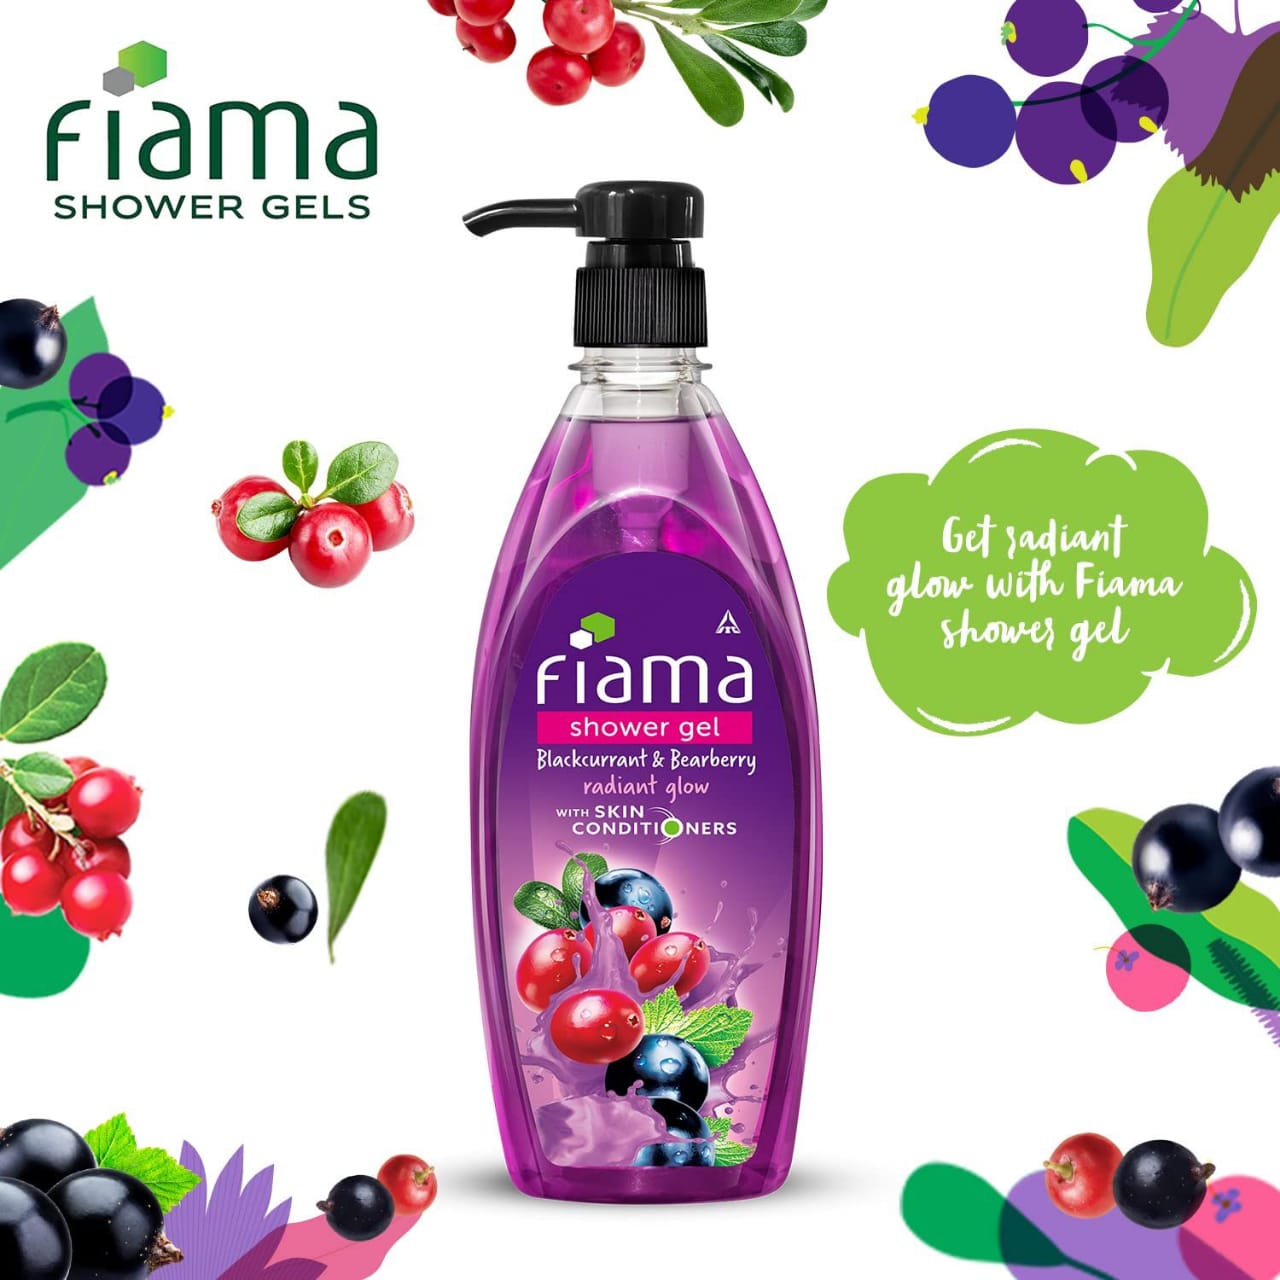 fiama
SHOWER GELS
Get radiant
glow with Fiama
shower gel
fiama
shower gel
Blackcurrant & Bearberry
radiant glow
WITH SKIN
CONDITIONERS